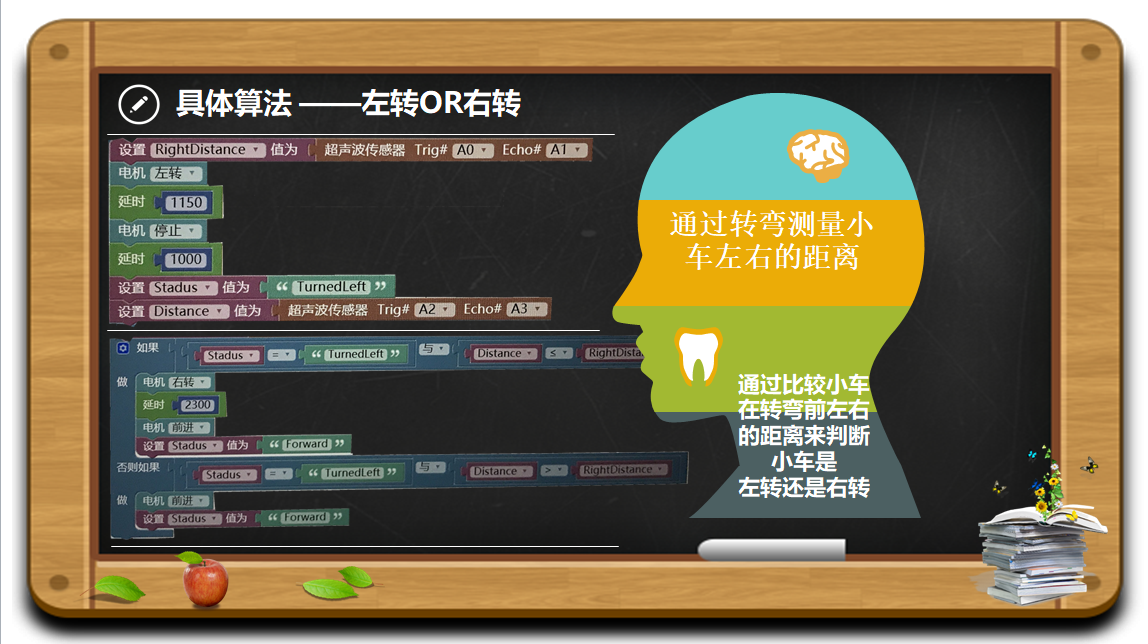 具体算法 ——左转OR右转
设置 RightDistance 值为 超声波传感器 Trig# A0 Echo# A1
电机 左转
延时 1150
电机 停止
延时 1000
设置 Stadus 值为 “ TurnedLeft ”
设置 Distance 值为 超声波传感器 Trig# A2 Echo# A3
如果 Stadus = “ TurnedLeft ” 与 Distance ≤
做 电机 右转
延时 2300
电机 前进
设置 Stadus 值为 “ Forward ”
否则如果 Stadus = “ TurnedLeft ” 与 Distance > RightDistance
做 电机 前进
设置 Stadus 值为 “ Forward ”
通过转弯测量小
车左右的距离
通过比较小车
在转弯前左右
的距离来判断
小车是
左转还是右转